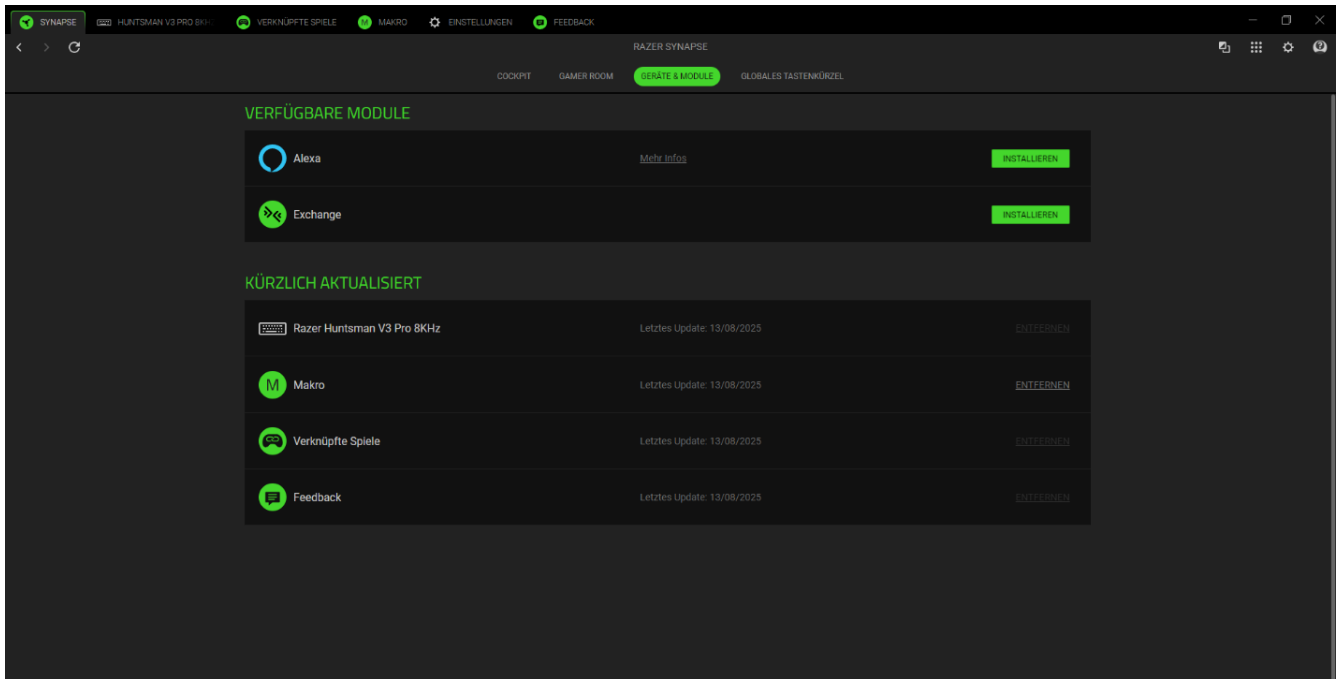 SYNAPSE HUNTSMAN V3 PRO 8KHZ VERKNÜPFTE SPIELE M MAKRO EINSTELLUNGEN FEEDBACK
RAZER SYNAPSE
COCKPIT GAMER ROOM GERÄTE & MODULE GLOBALES TASTENKÜRZEL
VERFÜGBARE MODULE
Alexa Mehr Infos INSTALLIEREN
Exchange INSTALLIEREN
KÜRZLICH AKTUALISIERT
Razer Huntsman V3 Pro 8KHz Letztes Update: 13/08/2025 ENTFERNEN
M Makro Letztes Update: 13/08/2025 ENTFERNEN
Verknüpfte Spiele Letztes Update: 13/08/2025 ENTFERNEN
Feedback Letztes Update: 13/08/2025 ENTFERNEN